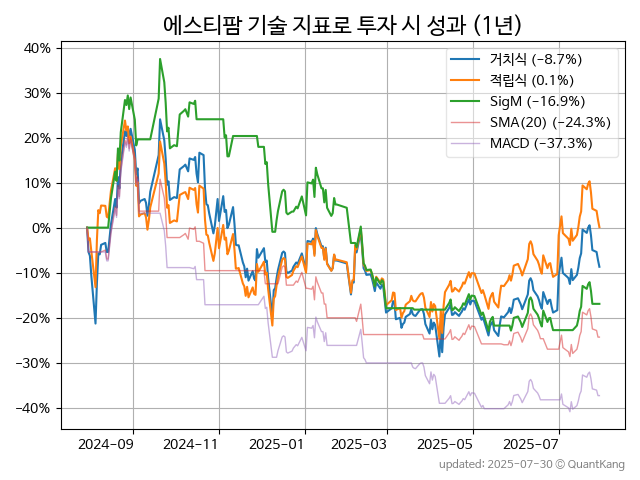 에스티팜 기술 지표로 투자 시 성과 (1년)
40%
30%
20%
10%
0%
−10%
−20%
−30%
−40%
거치식 (−8.7%)
적립식 (0.1%)
SigM (−16.9%)
SMA(20) (−24.3%)
MACD (−37.3%)
2024-09 2024-11 2025-01 2025-03 2025-05 2025-07
updated: 2025-07-30 © QuantKang